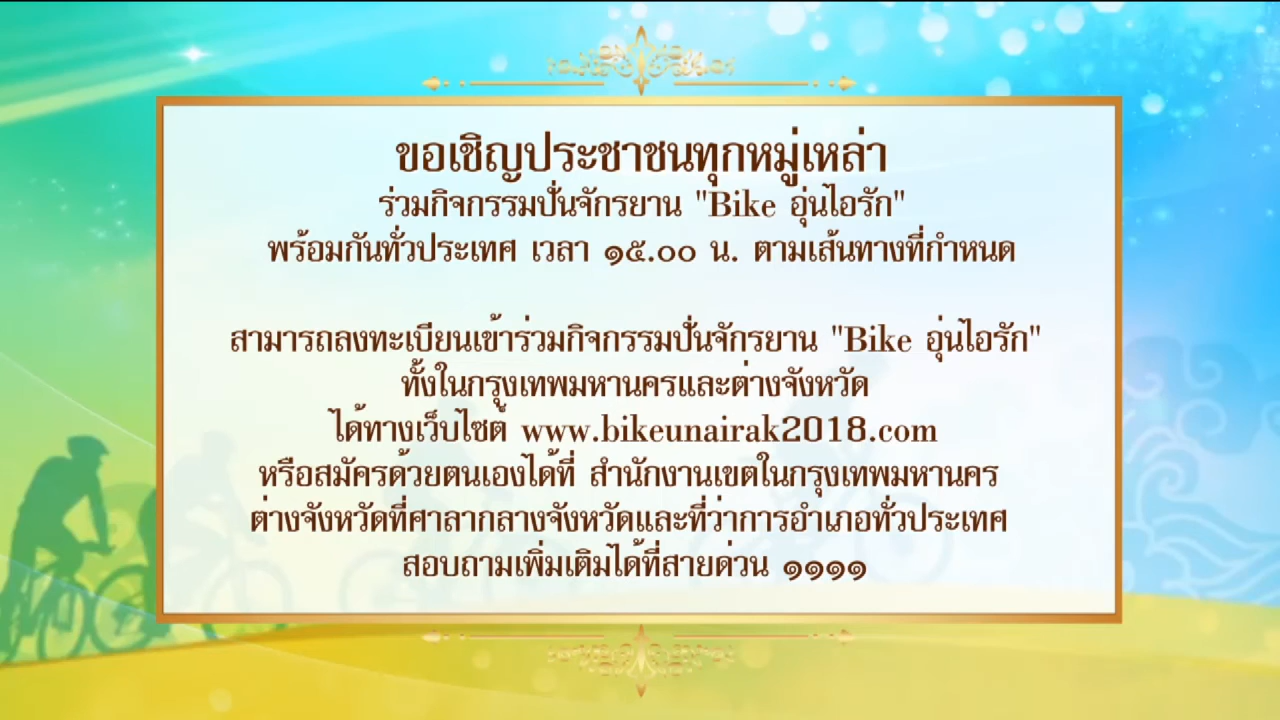 ขอเชิญประชาชนทุกหมู่เหล่า
ร่วมกิจกรรมปั่นจักรยาน "Bike อุ่นไอรัก"
พร้อมกันทั่วประเทศ เวลา ๑๕.๐๐ น. ตามเส้นทางที่กำหนด
สามารถลงทะเบียนเข้าร่วมกิจกรรมปั่นจักรยาน "Bike อุ่นไอรัก"
ทั้งในกรุงเทพมหานครและต่างจังหวัด
ได้ทางเว็บไซต์ www.bikeunairak2018.com
หรือสมัครด้วยตนเองได้ที่ สำนักงานเขตในกรุงเทพมหานคร
ต่างจังหวัดที่ศาลากลางจังหวัดและที่ว่าการอำเภอทั่วประเทศ
สอบถามเพิ่มเติมได้ที่สายด่วน ๑๑๑๑